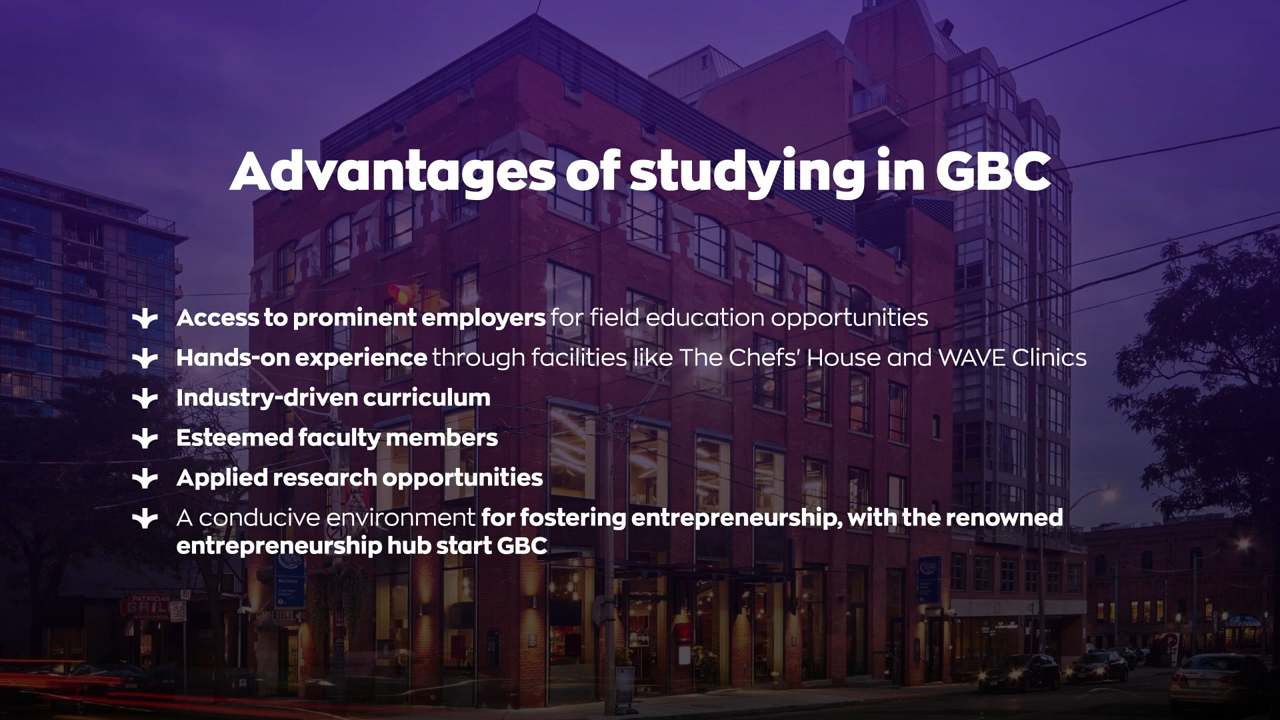 Advantages of studying in GBC
Access to prominent employers for field education opportunities
Hands-on experience through facilities like The Chefs' House and WAVE Clinics
Industry-driven curriculum
Esteemed faculty members
Applied research opportunities
A conducive environment for fostering entrepreneurship, with the renowned
entrepreneurship hub start GBC
PATRICIAN
GRILL